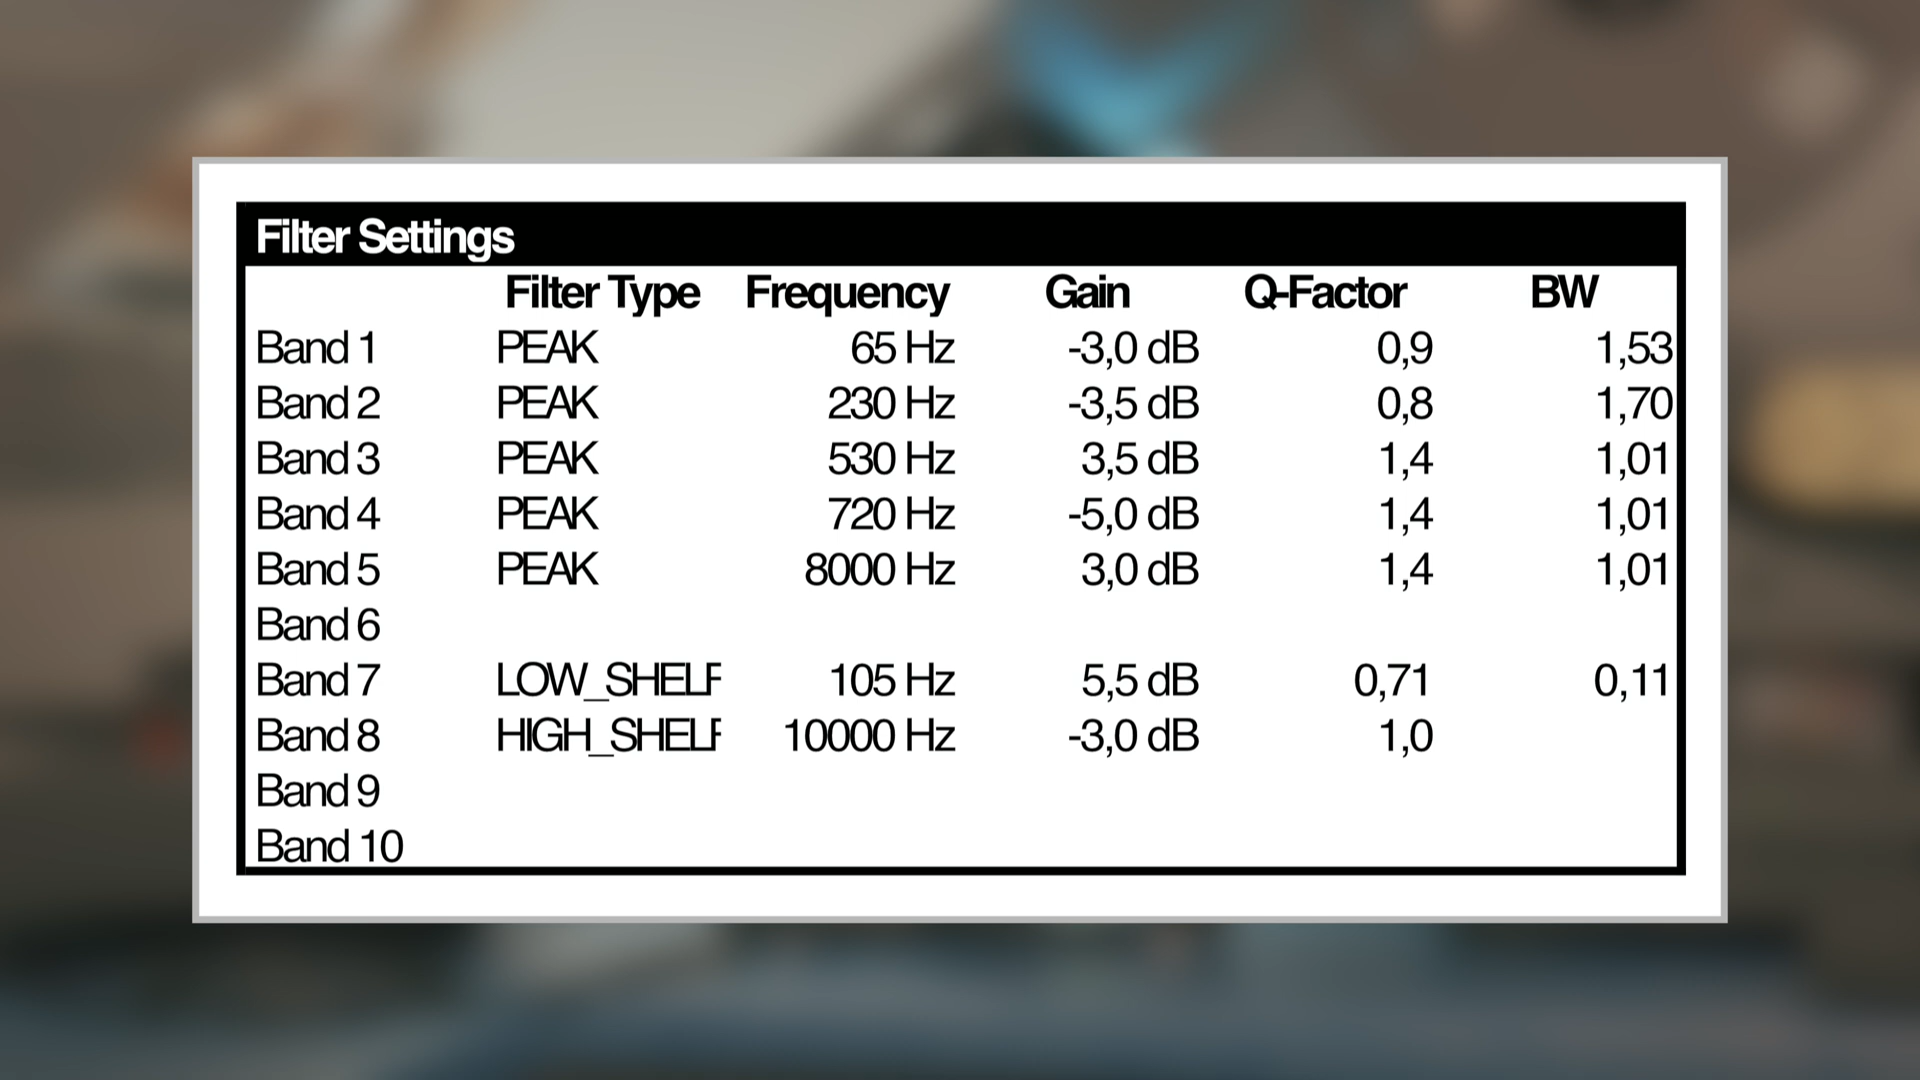 Filter Settings
Filter Type Frequency Gain Q-Factor BW
Band 1 PEAK 65 Hz -3,0 dB 0,9 1,53
Band 2 PEAK 230 Hz -3,5 dB 0,8 1,70
Band 3 PEAK 530 Hz 3,5 dB 1,4 1,01
Band 4 PEAK 720 Hz -5,0 dB 1,4 1,01
Band 5 PEAK 8000 Hz 3,0 dB 1,4 1,01
Band 6
Band 7 LOW_SHELF 105 Hz 5,5 dB 0,71 0,11
Band 8 HIGH_SHELF 10000 Hz -3,0 dB 1,0
Band 9
Band 10